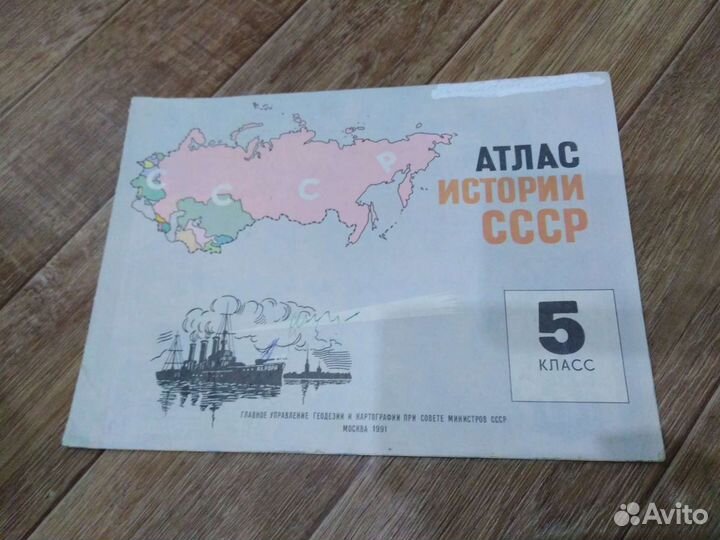 АТЛАС
ИСТОРИИ
СССР
С С С Р
5
КЛАСС
ГЛАВНОЕ УПРАВЛЕНИЕ ГЕОДЕЗИИ И КАРТОГРАФИИ ПРИ СОВЕТЕ МИНИСТРОВ СССР
МОСКВА 1991
Avito